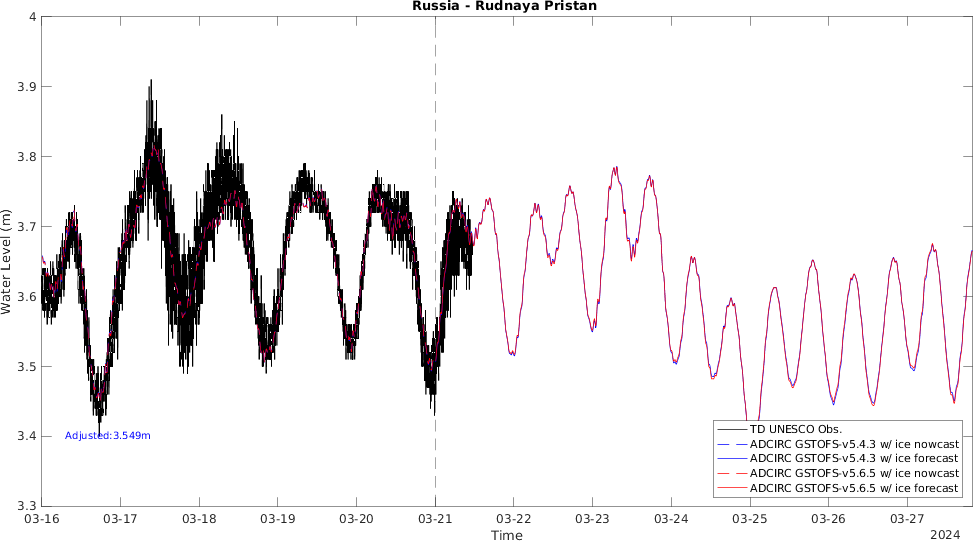 Russia - Rudnaya Pristan
4
3.9
3.8
3.7
3.6
3.5
3.4
3.3
Water Level (m)
Adjusted:3.549m
TD UNESCO Obs.
ADCIRC GSTOFS-v5.4.3 w/ ice nowcast
ADCIRC GSTOFS-v5.4.3 w/ ice forecast
ADCIRC GSTOFS-v5.6.5 w/ ice nowcast
ADCIRC GSTOFS-v5.6.5 w/ ice forecast
03-16 03-17 03-18 03-19 03-20 03-21 03-22 03-23 03-24 03-25 03-26 03-27
Time
2024